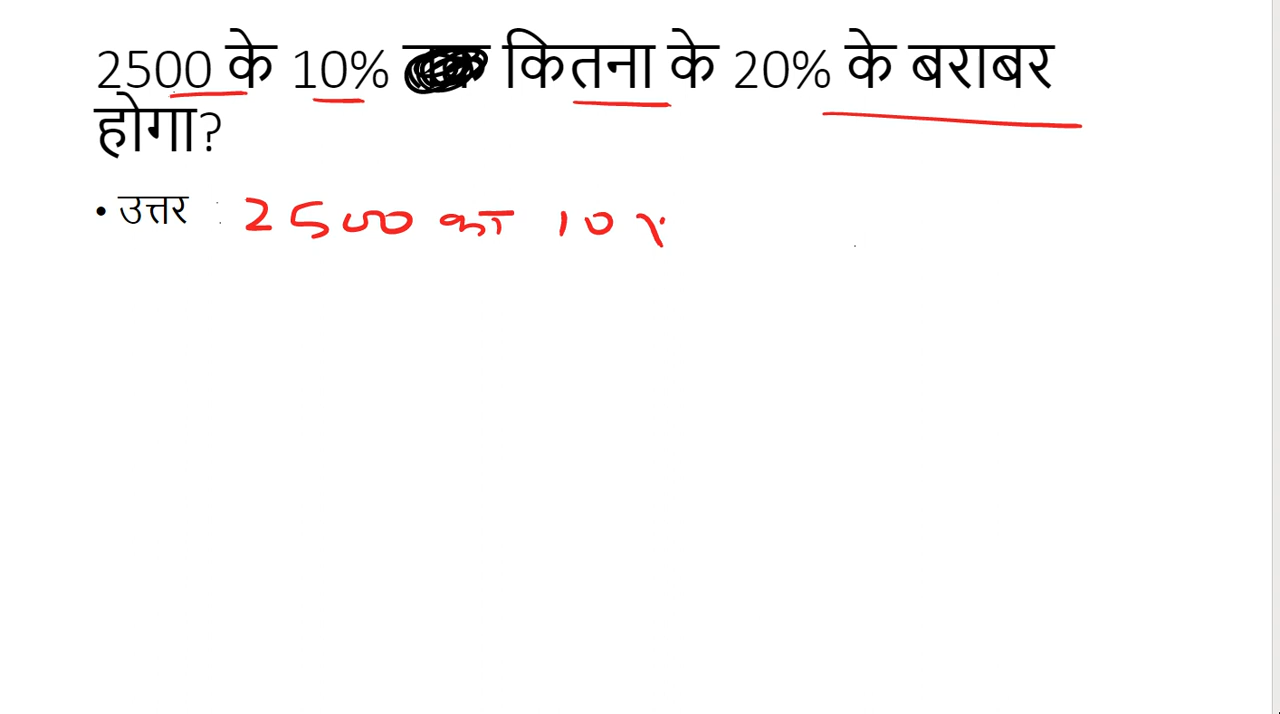 2500 के 10% कितना के 20% के बराबर
होगा?
• उत्तर : 2500 का 10%